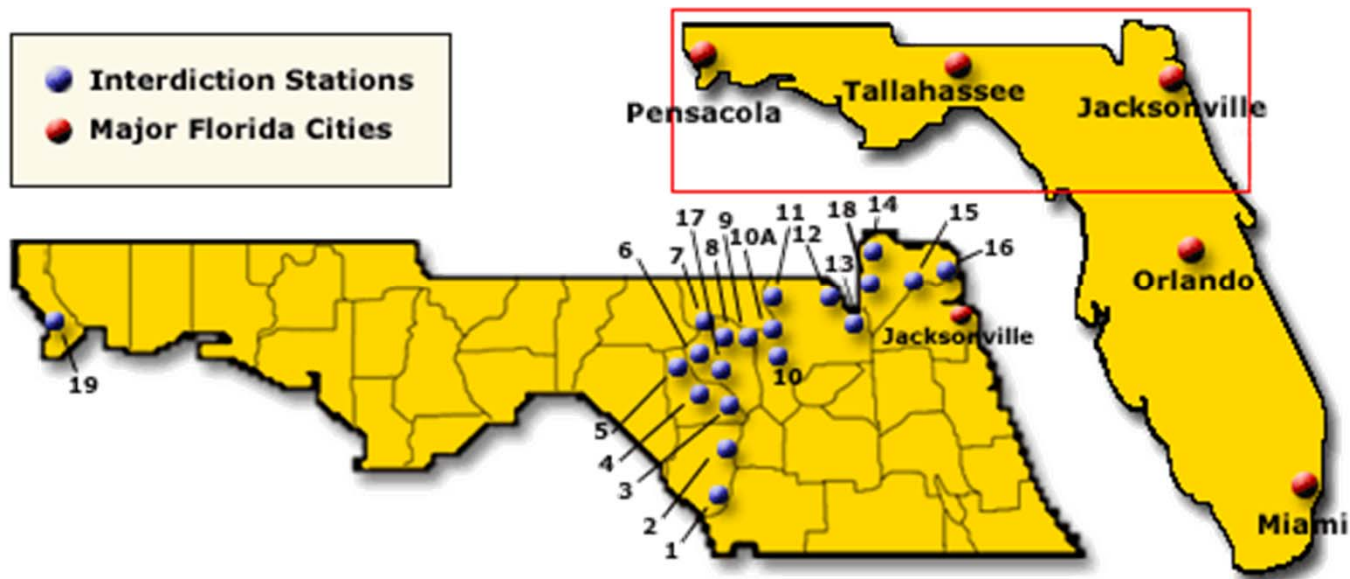 Interdiction Stations
Major Florida Cities
Pensacola
Tallahassee
Jacksonville
Orlando
Miami
6
17
7
9
8
10A
11
12
18
13
14
15
16
Jacksonville
10
19
5
4
3
2
1